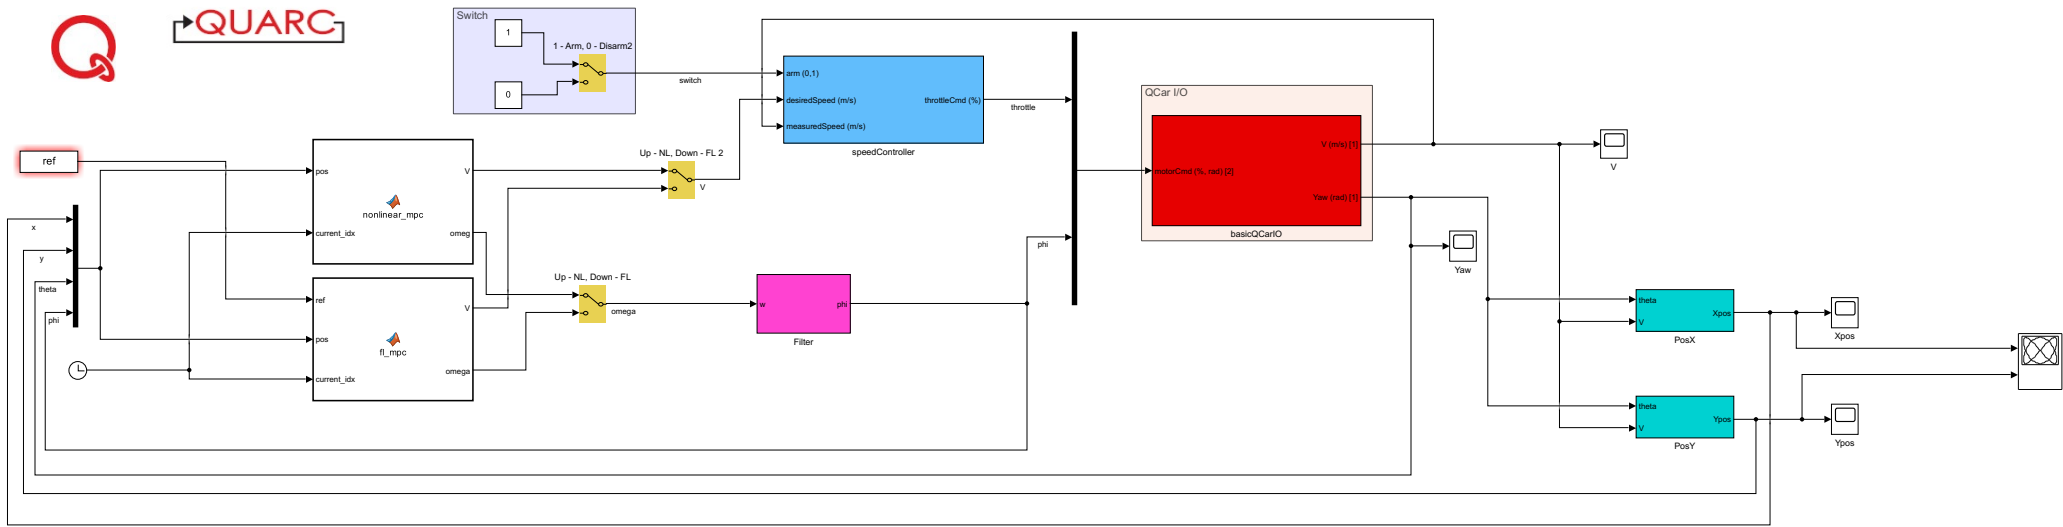 QUARC
Switch
1
1 - Arm, 0 - Disarm2
0
switch
arm (0,1)
desiredSpeed (m/s)
measuredSpeed (m/s)
throttleCmd (%)
speedController
throttle
QCar I/O
motorCmd (%, rad) [2]
V (m/s) [1]
Yaw (rad) [1]
basicQCarIO
V
Yaw
ref
pos
current_idx
nonlinear_mpc
V
omeg
Up - NL, Down - FL 2
V
x
y
theta
phi
ref
pos
current_idx
fl_mpc
V
omega
Up - NL, Down - FL
omega
w
phi
Filter
phi
theta
V
Xpos
PosX
Xpos
theta
V
Ypos
PosY
Ypos